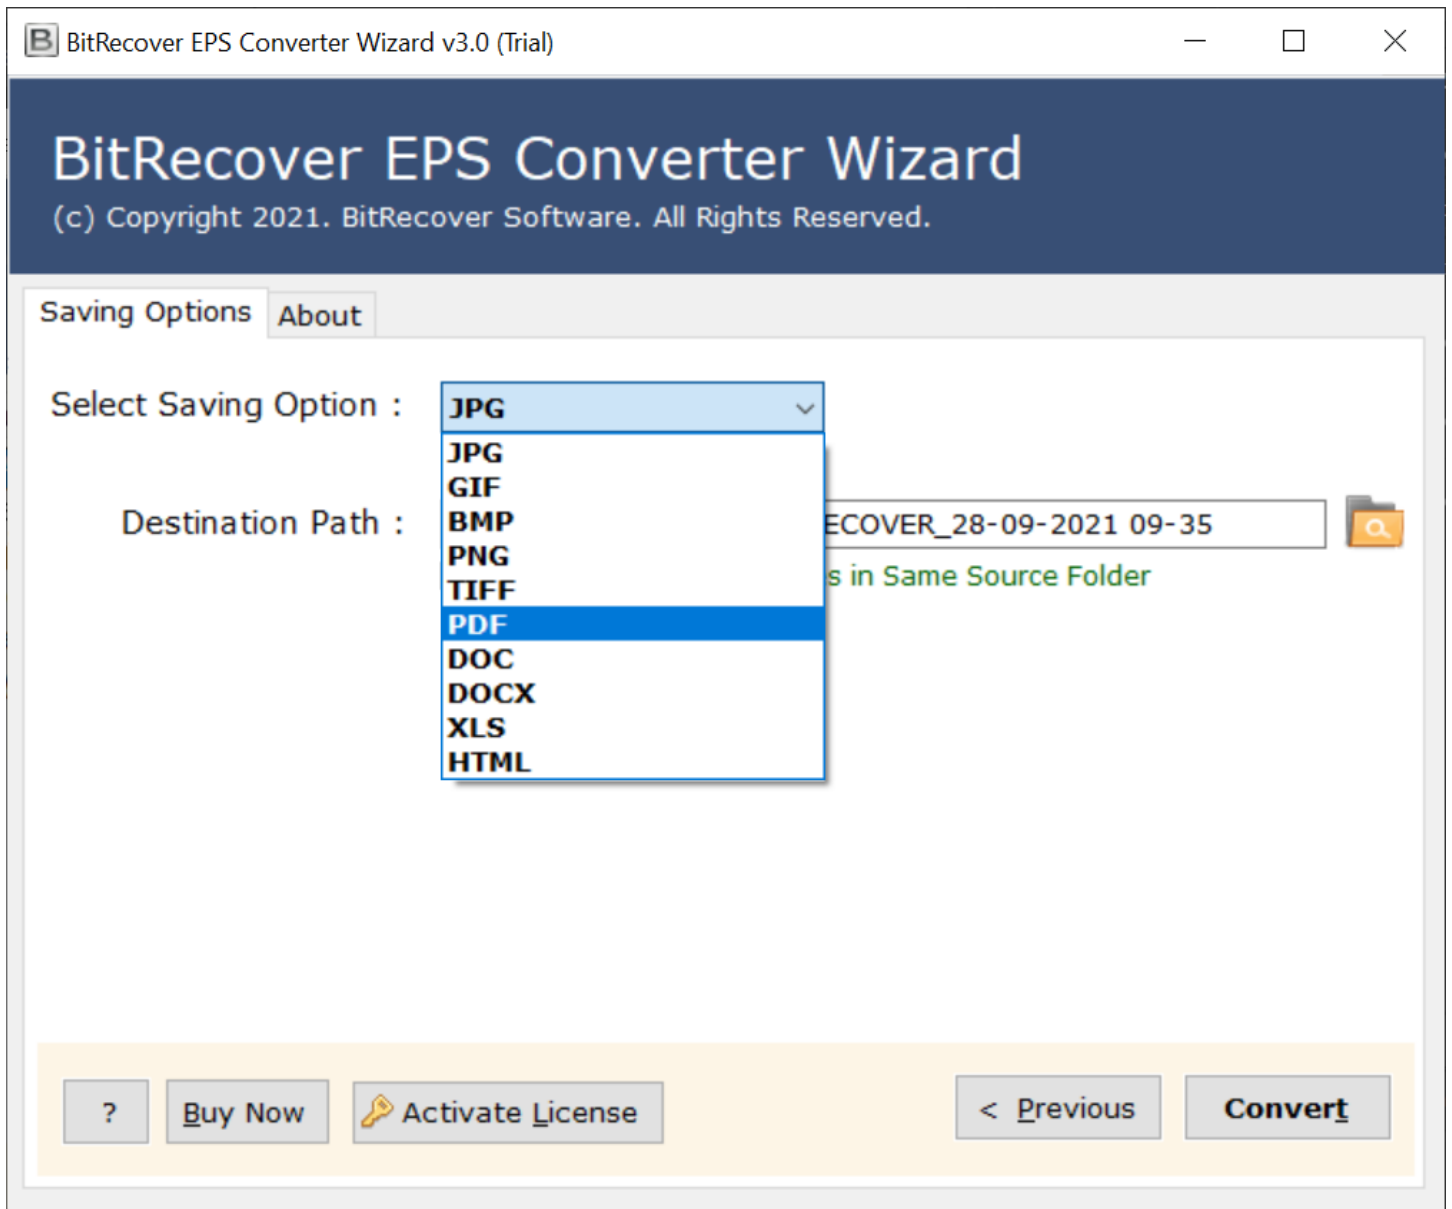 BitRecover EPS Converter Wizard v3.0 (Trial)
BitRecover EPS Converter Wizard
(c) Copyright 2021. BitRecover Software. All Rights Reserved.
Saving Options
About
Select Saving Option :
JPG
JPG
GIF
BMP
PNG
TIFF
PDF
DOC
DOCX
XLS
HTML
Destination Path :
ECOVER_28-09-2021 09-35
s in Same Source Folder
?
Buy Now
Activate License
< Previous
Convert